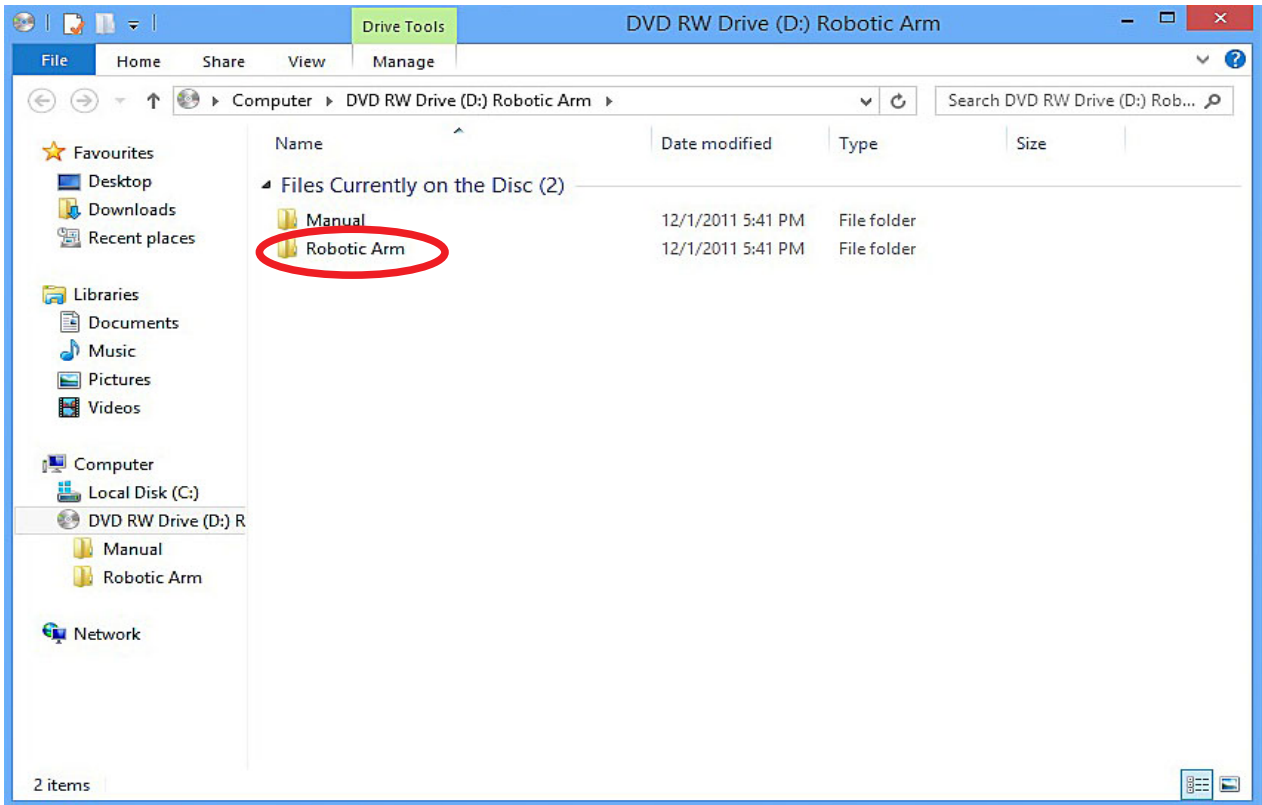 Drive Tools DVD RW Drive (D:) Robotic Arm
File Home Share View Manage
Computer DVD RW Drive (D:) Robotic Arm Search DVD RW Drive (D:) Rob...
Name Date modified Type Size
Files Currently on the Disc (2)
Manual 12/1/2011 5:41 PM File folder
Robotic Arm 12/1/2011 5:41 PM File folder
Favourites
Desktop
Downloads
Recent places
Libraries
Documents
Music
Pictures
Videos
Computer
Local Disk (C:)
DVD RW Drive (D:) R
Manual
Robotic Arm
Network
2 items